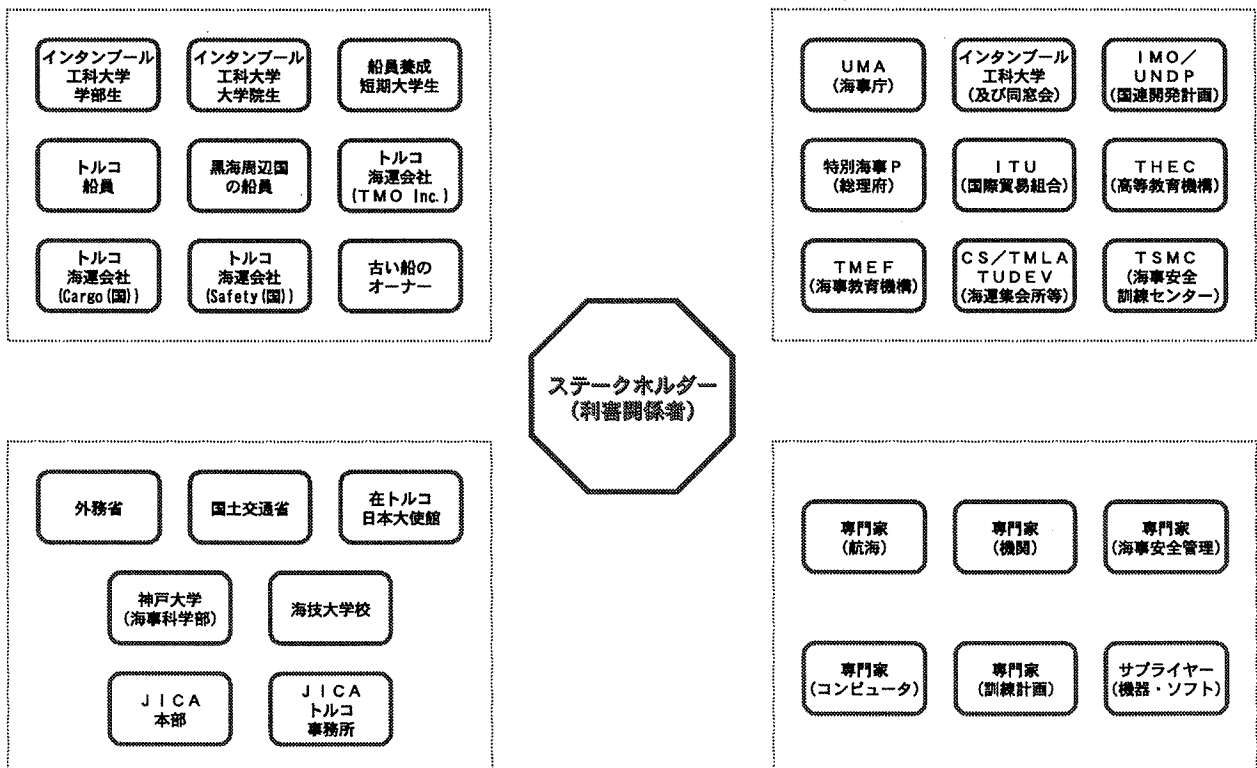 インタンブール
工科大学
学部生
インタンブール
工科大学
大学院生
船員養成
短期大学生
トルコ
船員
黒海周辺国
の船員
トルコ
海運会社
(TMO Inc.)
トルコ
海運会社
(Cargo(国))
トルコ
海運会社
(Safety(国))
古い船の
オーナー
UMA
(海事庁)
インタンブール
工科大学
(及び同窓会)
IMO/
UNDP
(国連開発計画)
特別海事P
(総理府)
ITU
(国際貿易組合)
THEC
(高等教育機構)
TMEF
(海事教育機構)
CS/TMLA
TUDEV
(海運集会所等)
TSMC
(海事安全
訓練センター)
ステークホルダー
(利害関係者)
外務省
国土交通省
在トルコ
日本大使館
神戸大学
(海事科学部)
海技大学校
JICA
本部
JICA
トルコ
事務所
専門家
(航海)
専門家
(機関)
専門家
(海事安全管理)
専門家
(コンピュータ)
専門家
(訓練計画)
サプライヤー
(機器・ソフト)